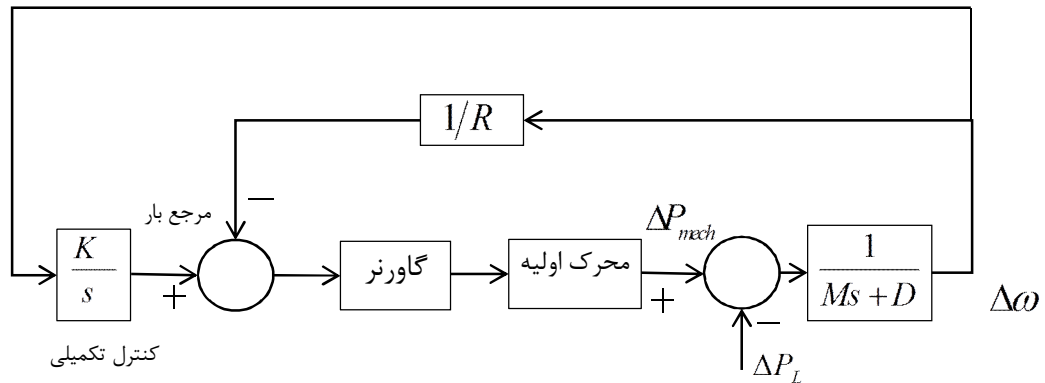 1/R
مرجع بار
−
K/s
+
گاورنر
محرک اولیه
ΔP_mech
+
−
1/(Ms + D)
Δω
ΔP_L
کنترل تکمیلی